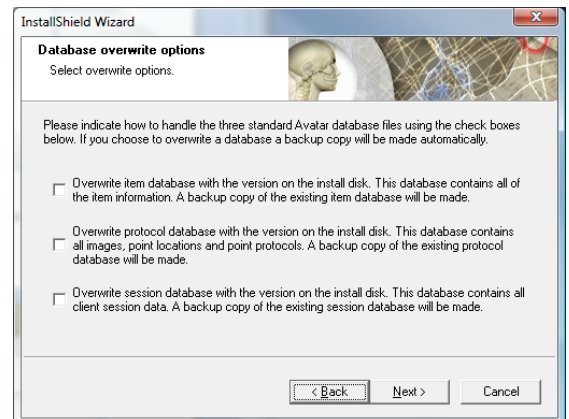 InstallShield Wizard
Database overwrite options
Select overwrite options.
Please indicate how to handle the three standard Avatar database files using the check boxes
below. If you choose to overwrite a database a backup copy will be made automatically.
Overwrite item database with the version on the install disk. This database contains all of
the item information. A backup copy of the existing item database will be made.
Overwrite protocol database with the version on the install disk. This database contains
all images, point locations and point protocols. A backup copy of the existing protocol
database will be made.
Overwrite session database with the version on the install disk. This database contains all
client session data. A backup copy of the existing session database will be made.
< Back Next > Cancel